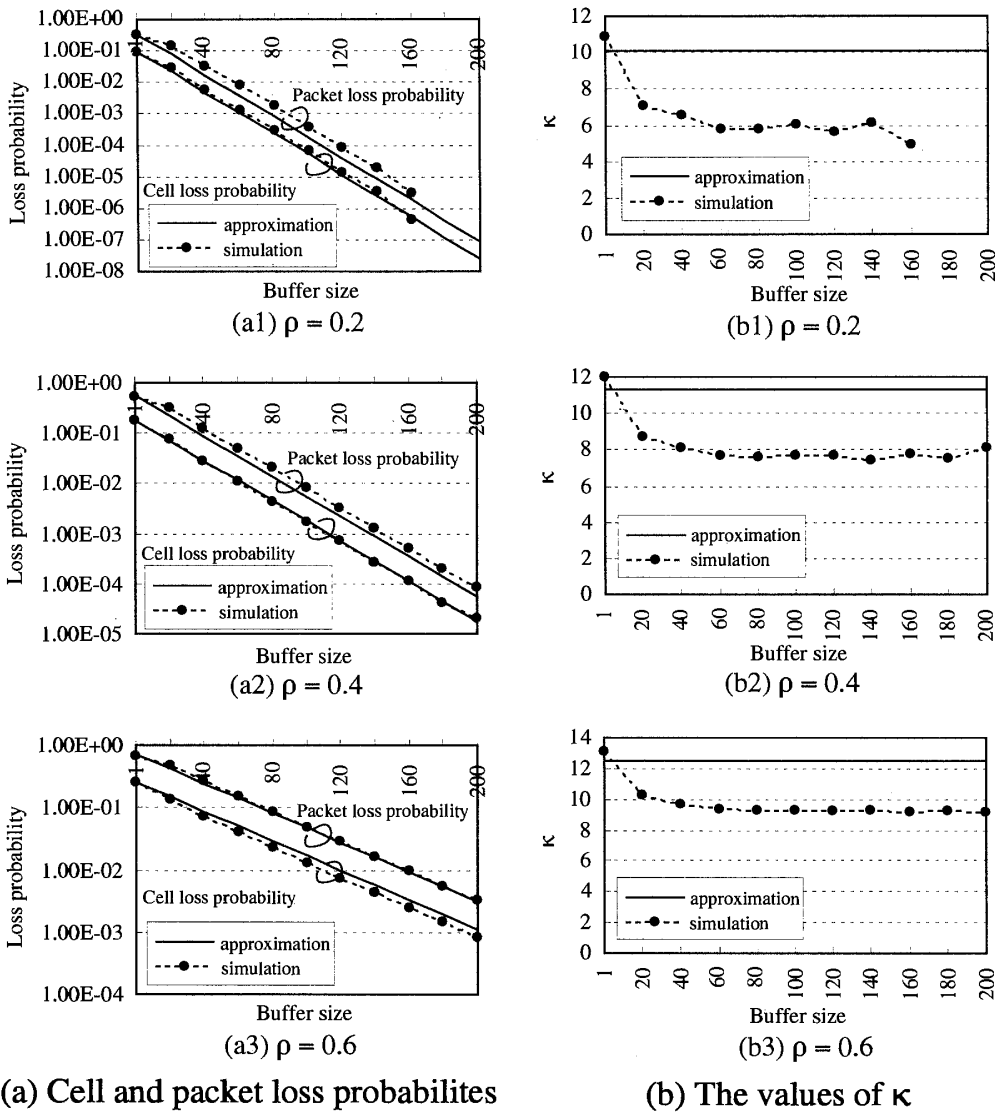 1.00E+00
1.00E-01
1.00E-02
1.00E-03
1.00E-04
1.00E-05
1.00E-06
1.00E-07
1.00E-08
Loss probability
1
40
80
120
160
200
Packet loss probability
Cell loss probability
approximation
simulation
Buffer size
(a1) ρ = 0.2
12
10
8
6
4
2
0
κ
approximation
simulation
1
20
40
60
80
100
120
140
160
180
200
Buffer size
(b1) ρ = 0.2
1.00E+00
1.00E-01
1.00E-02
1.00E-03
1.00E-04
1.00E-05
Loss probability
1
40
80
120
160
200
Packet loss probability
Cell loss probability
approximation
simulation
Buffer size
(a2) ρ = 0.4
12
10
8
6
4
2
0
κ
approximation
simulation
1
20
40
60
80
100
120
140
160
180
200
Buffer size
(b2) ρ = 0.4
1.00E+00
1.00E-01
1.00E-02
1.00E-03
1.00E-04
Loss probability
1
40
80
120
160
200
Packet loss probability
Cell loss probability
approximation
simulation
Buffer size
(a3) ρ = 0.6
14
12
10
8
6
4
2
0
κ
approximation
simulation
1
20
40
60
80
100
120
140
160
180
200
Buffer size
(b3) ρ = 0.6
(a) Cell and packet loss probabilites
(b) The values of κ